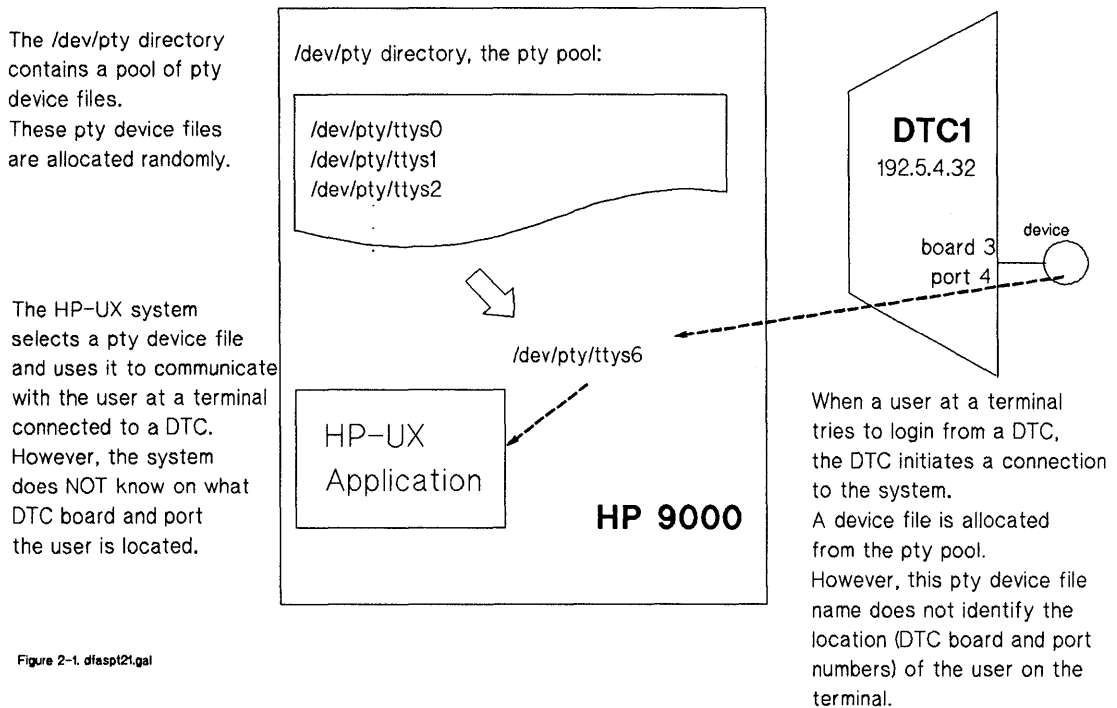 The /dev/pty directory
contains a pool of pty
device files.
These pty device files
are allocated randomly.
The HP-UX system
selects a pty device file
and uses it to communicate
with the user at a terminal
connected to a DTC.
However, the system
does NOT know on what
DTC board and port
the user is located.
/dev/pty directory, the pty pool:
/dev/pty/ttys0
/dev/pty/ttys1
/dev/pty/ttys2
/dev/pty/ttys6
HP-UX
Application
HP 9000
DTC1
192.5.4.32
board 3
port 4
device
When a user at a terminal
tries to login from a DTC,
the DTC initiates a connection
to the system.
A device file is allocated
from the pty pool.
However, this pty device file
name does not identify the
location (DTC board and port
numbers) of the user on the
terminal.
Figure 2-1. dfaspt21.gal